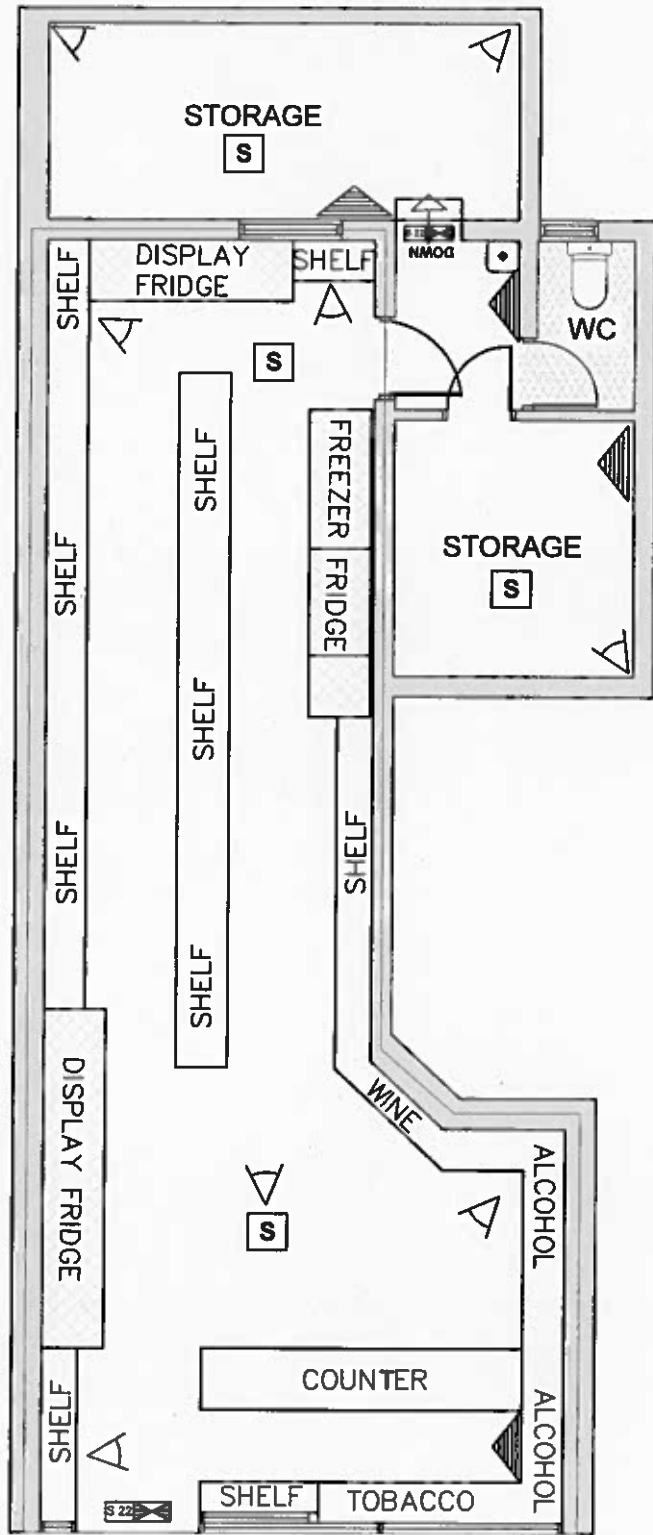 STORAGE
S
DOWN
SHELF
DISPLAY
FRIDGE
SHELF
WC
S
SHELF
FREEZER
STORAGE
S
SHELF
FRIDGE
SHELF
SHELF
SHELF
SHELF
WINE
ALCOHOL
DISPLAY FRIDGE
S
COUNTER
SHELF
ALCOHOL
SHELF
TOBACCO
S 22